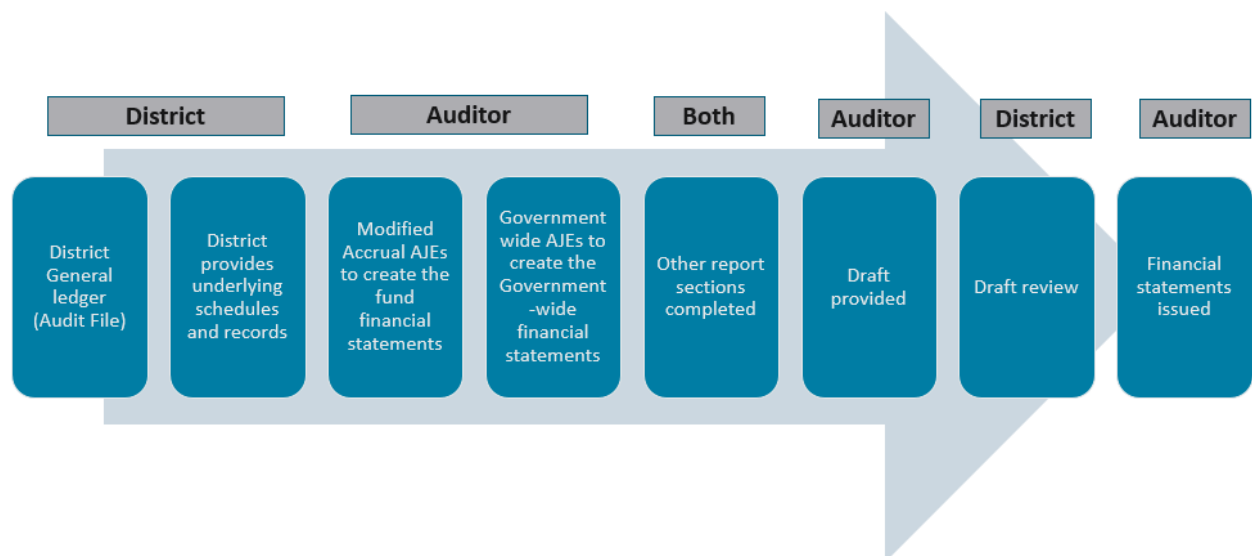 District
Auditor
Both
Auditor
District
Auditor
District
General
ledger
(Audit File)
District
provides
underlying
schedules
and records
Modified
Accrual AJEs
to create the
fund
financial
statements
Government
wide AJEs to
create the
Government
-wide
financial
statements
Other report
sections
completed
Draft
provided
Draft review
Financial
statements
issued